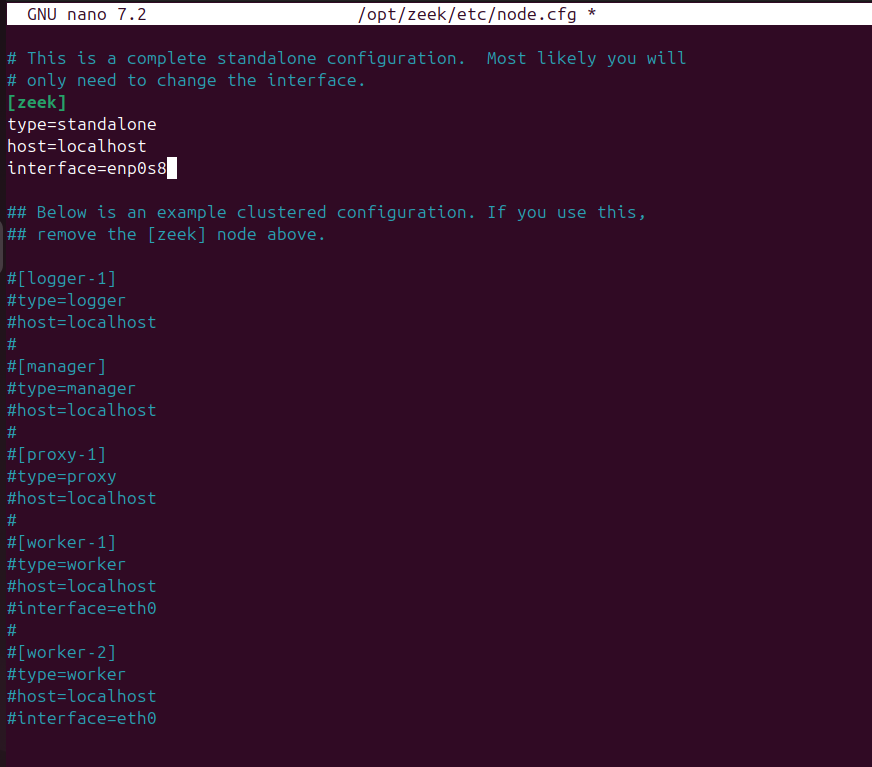 GNU nano 7.2 /opt/zeek/etc/node.cfg *
# This is a complete standalone configuration.  Most likely you will
# only need to change the interface.
[zeek]
type=standalone
host=localhost
interface=enp0s8
## Below is an example clustered configuration. If you use this,
## remove the [zeek] node above.
#[logger-1]
#type=logger
#host=localhost
#
#[manager]
#type=manager
#host=localhost
#
#[proxy-1]
#type=proxy
#host=localhost
#
#[worker-1]
#type=worker
#host=localhost
#interface=eth0
#
#[worker-2]
#type=worker
#host=localhost
#interface=eth0